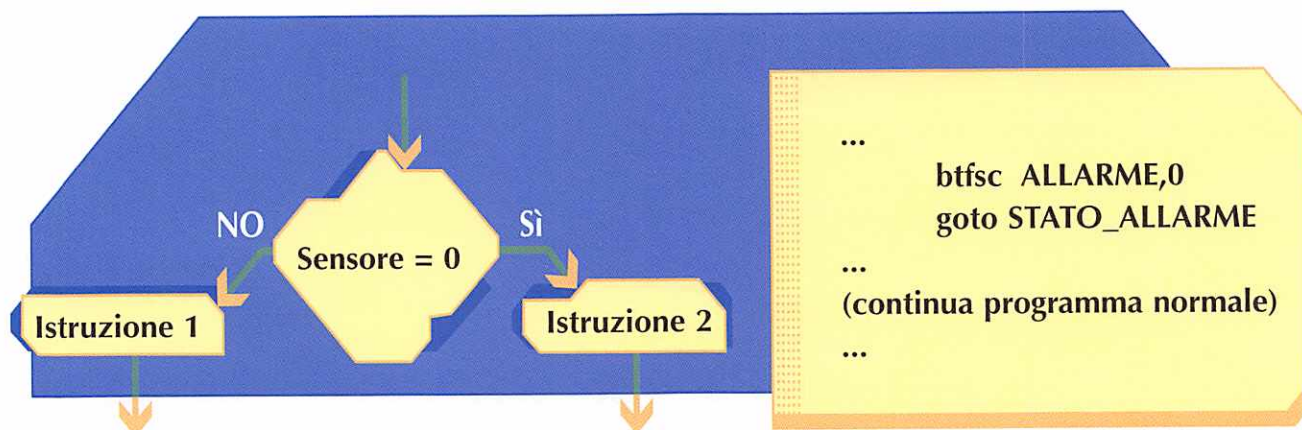 NO
Sì
Sensore = 0
Istruzione 1
Istruzione 2
...
btfsc ALLARME,0
goto STATO_ALLARME
...
(continua programma normale)
...